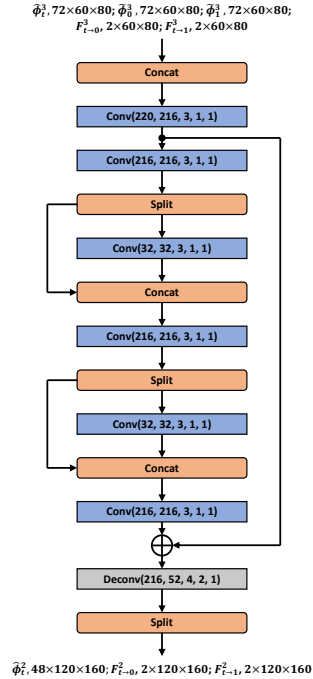 ϕ̂ₜ³, 72×60×80; ϕ̃₀³, 72×60×80; ϕ̃₁³, 72×60×80;
F³ₜ→₀, 2×60×80; F³ₜ→₁, 2×60×80
Concat
Conv(220, 216, 3, 1, 1)
Conv(216, 216, 3, 1, 1)
Split
Conv(32, 32, 3, 1, 1)
Concat
Conv(216, 216, 3, 1, 1)
Split
Conv(32, 32, 3, 1, 1)
Concat
Conv(216, 216, 3, 1, 1)
Deconv(216, 52, 4, 2, 1)
Split
ϕ̂ₜ², 48×120×160; F²ₜ→₀, 2×120×160; F²ₜ→₁, 2×120×160